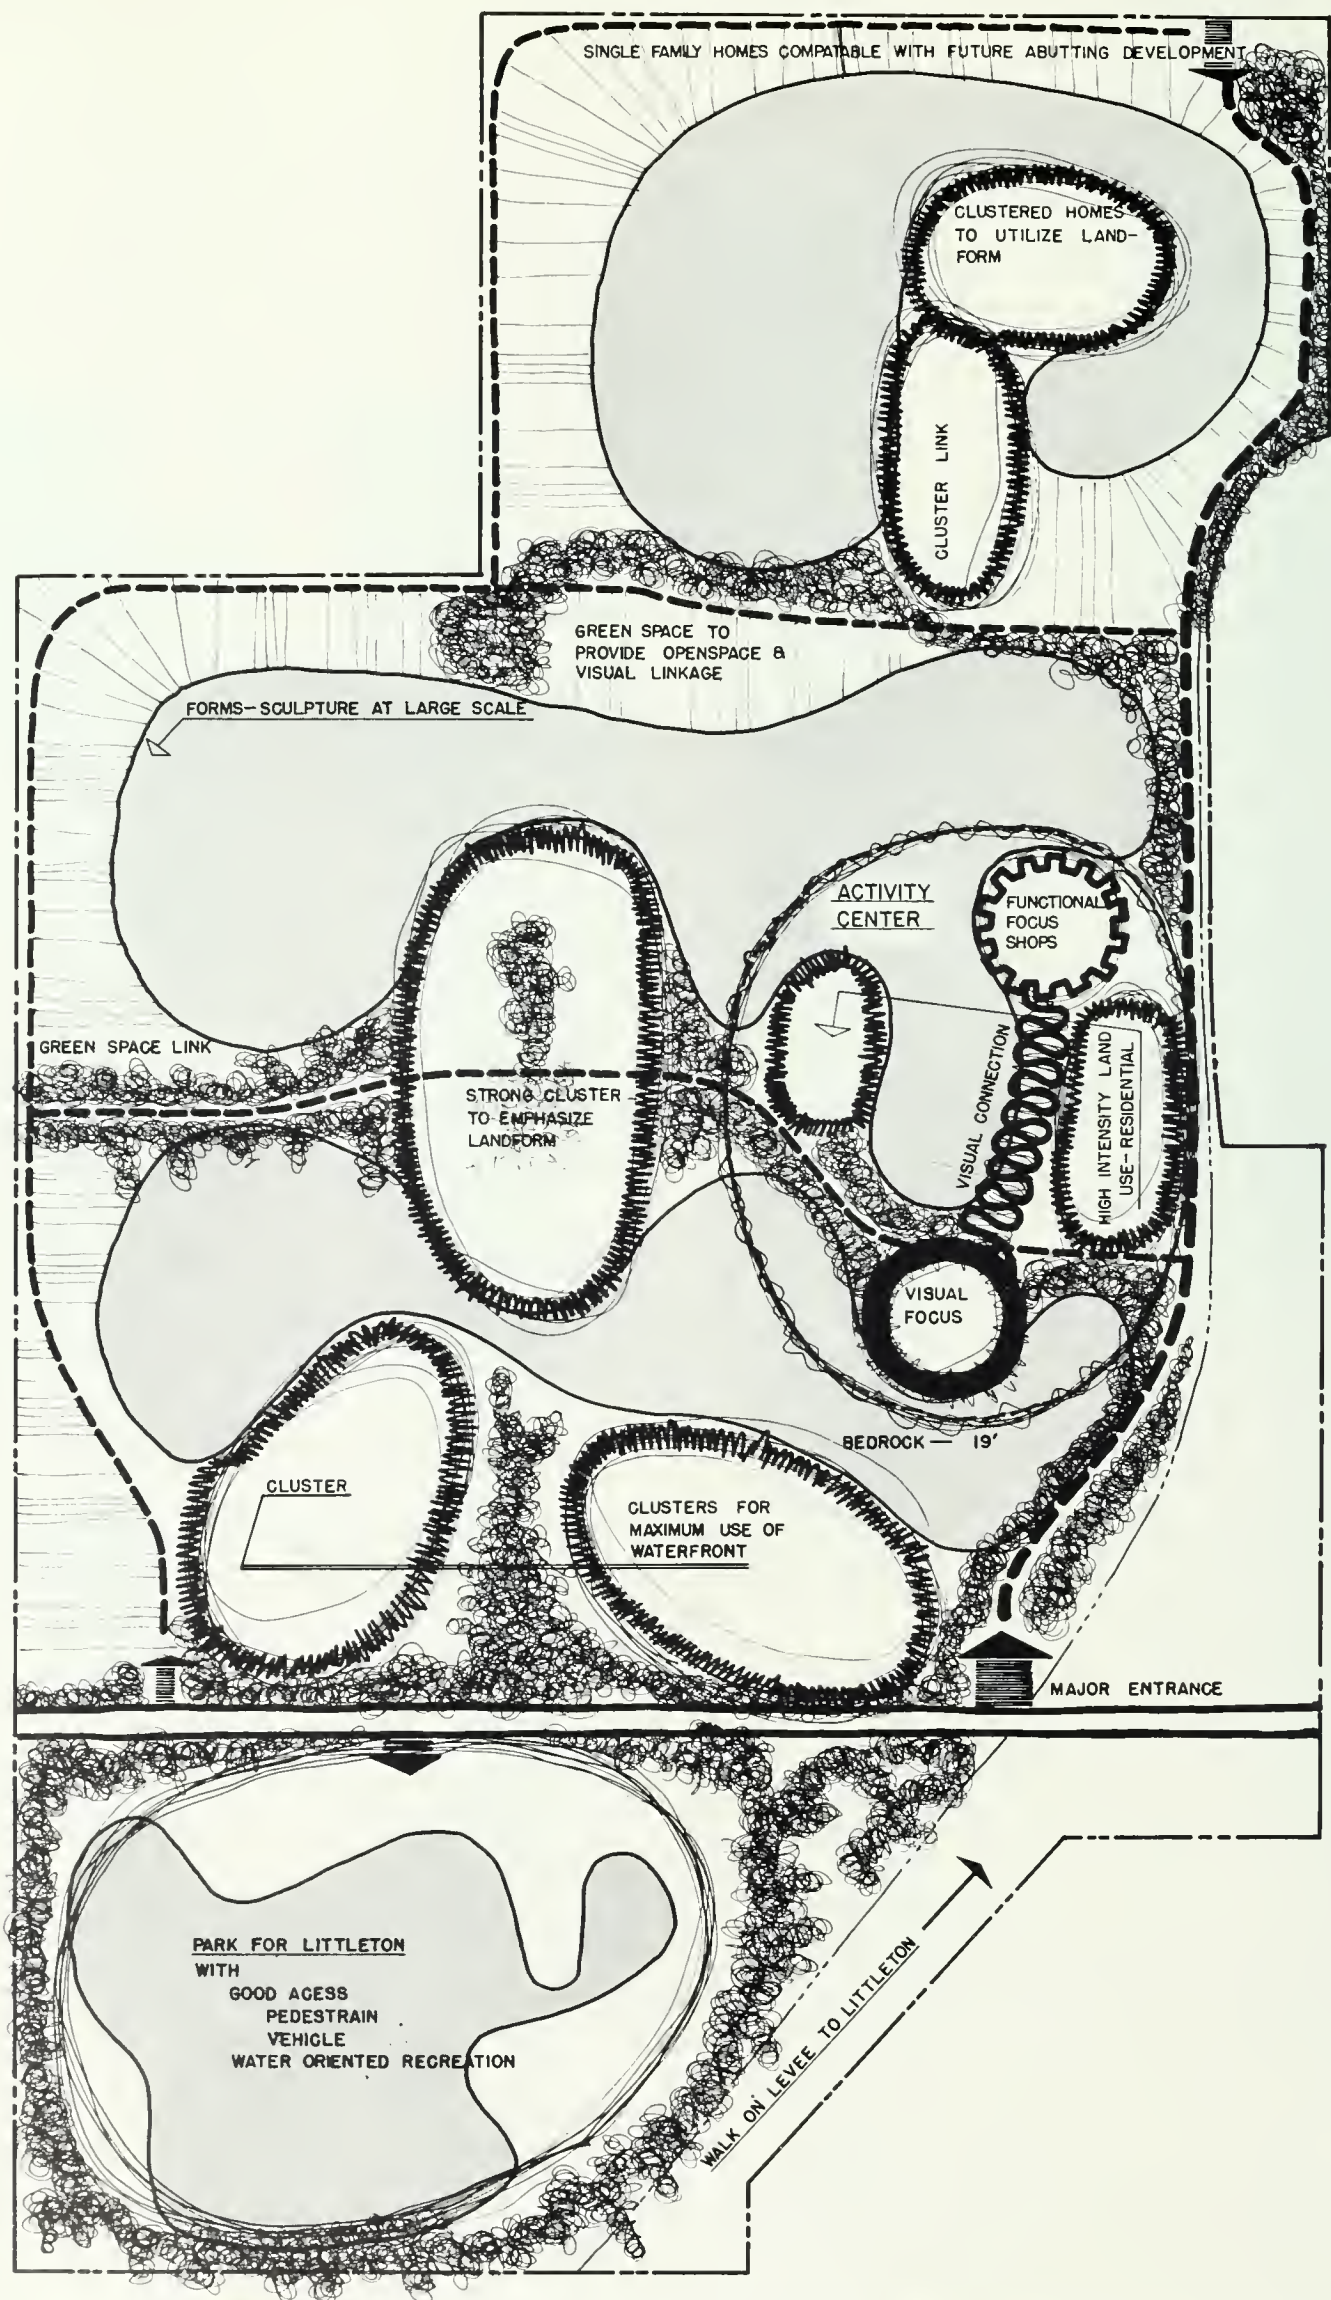 SINGLE FAMILY HOMES COMPATABLE WITH FUTURE ABUTTING DEVELOPMENT
CLUSTERED HOMES
TO UTILIZE LAND-
FORM
CLUSTER LINK
GREEN SPACE TO
PROVIDE OPENSPACE &
VISUAL LINKAGE
FORMS-SCULPTURE AT LARGE SCALE
ACTIVITY
CENTER
FUNCTIONAL
FOCUS
SHOPS
GREEN SPACE LINK
STRONG CLUSTER
TO EMPHASIZE
LANDFORM
VISUAL CONNECTION
HIGH INTENSITY LAND
USE-RESIDENTIAL
VISUAL
FOCUS
BEDROCK — 19'
CLUSTER
CLUSTERS FOR
MAXIMUM USE OF
WATERFRONT
MAJOR ENTRANCE
PARK FOR LITTLETON
WITH
GOOD ACESS
PEDESTRAIN
VEHICLE
WATER ORIENTED RECREATION
WALK ON LEVEE TO LITTLETON